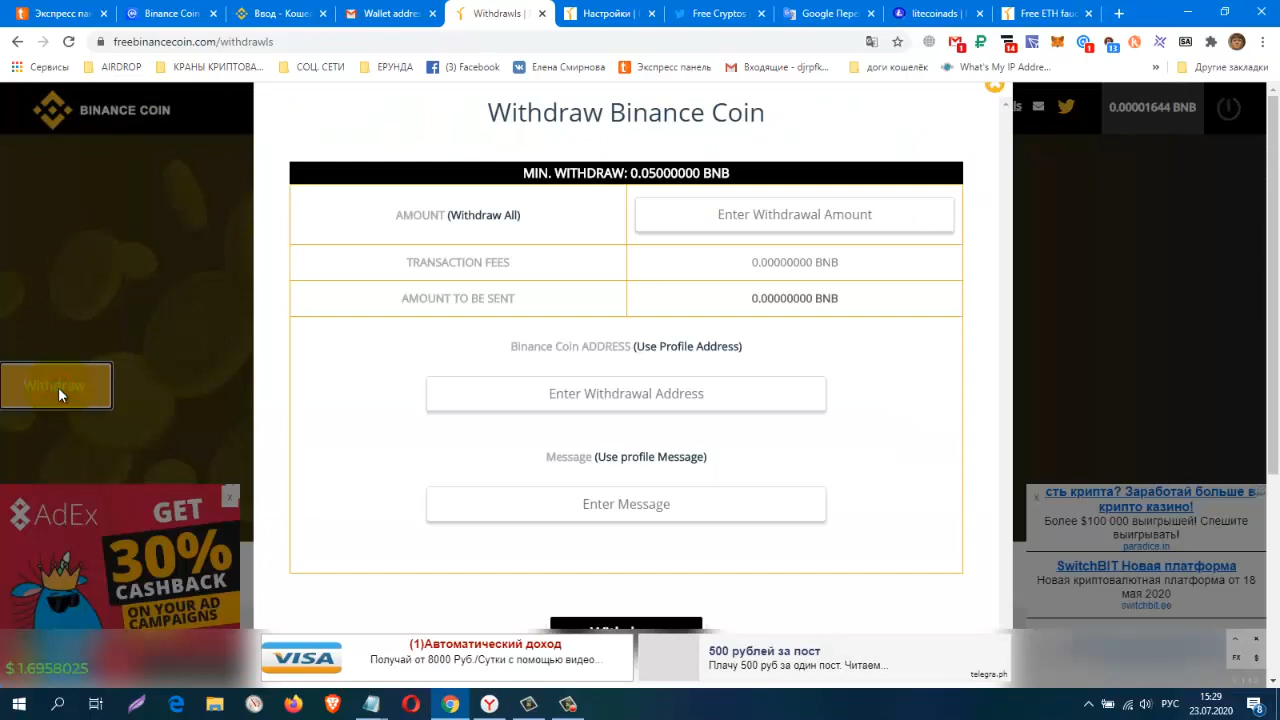 Binance Coin
Ввод - Кошe
Wallet addre
Withdrawls |
Настройки |
Free Cryptos
Google Перс
liteconiads |
Free ETH fau
freebinancecoin.com/withdrawls
Сервисы
AIRDROP
КРАНЫ КРИПТОВА...
СОЦ СЕТИ
ЕРУНДА
(3) Facebook
Елена Смирнова
Экспресс панель
Входящие - djrpfk...
доги кошелёк
What's My IP Addre...
»
Другие закладки
BINANCE COIN
ls
0.00001644 BNB
Withdraw Binance Coin
MIN. WITHDRAW: 0.05000000 BNB
AMOUNT (Withdraw All)
Enter Withdrawal Amount
TRANSACTION FEES
0.00000000 BNB
AMOUNT TO BE SENT
0.00000000 BNB
Binance Coin ADDRESS (Use Profile Address)
Enter Withdrawal Address
Message (Use profile Message)
Enter Message
Withdraw
AdEx
GET
30%
CASHBACK
ON YOUR AD
CAMPAIGNS
x
x
сть крипта? Заработай больше в
крипто казино!
Более $100 000 выигрышей! Спешите
выигрывать!
paradice.in
SwitchBIT Новая платформа
Новая криптовалютная платформа от 18
мая 2020
switchbit.ee
$ 1.6958025
VISA
(1)Автоматический доход
Получай от 8000 Руб./Сутки с помощью видео...
500 рублей за пост
Плачу 500 руб за один пост. Читаем...
telegra.ph
FX
$
РУС
15:29
23.07.2020